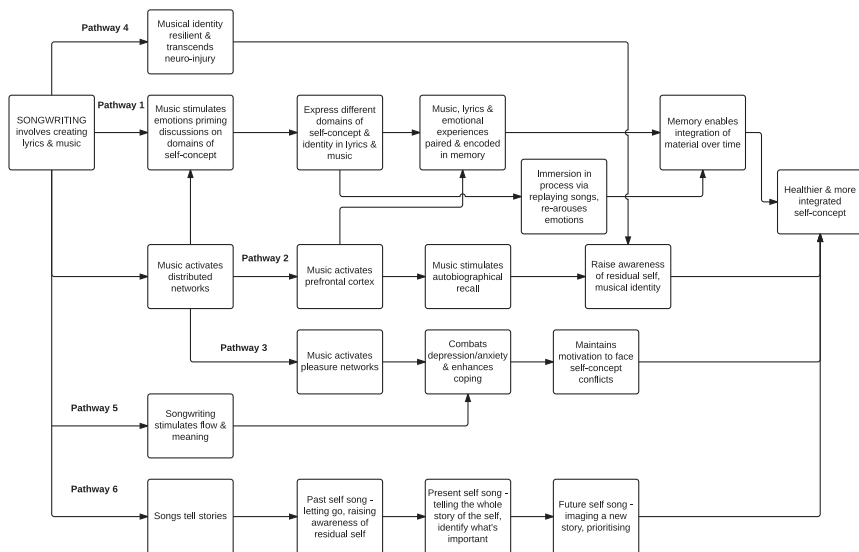 Pathway 4
Musical identity
resilient &
transcends
neuro-injury
Pathway 1
SONGWRITING
involves creating
lyrics & music
Music stimulates
emotions priming
discussions on
domains of
self-concept
Express different
domains of
self-concept &
identity in lyrics &
music
Music, lyrics &
emotional
experiences
paired & encoded
in memory
Memory enables
integration of
material over time
Immersion in
process via
replaying songs,
re-arouses
emotions
Healthier & more
integrated
self-concept
Music activates
distributed
networks
Pathway 2
Music activates
prefrontal cortex
Music stimulates
autobiographical
recall
Raise awareness
of residual self,
musical identity
Pathway 3
Music activates
pleasure networks
Combats
depression/anxiety
& enhances
coping
Maintains
motivation to face
self-concept
conflicts
Pathway 5
Songwriting
stimulates flow &
meaning
Pathway 6
Songs tell stories
Past self song -
letting go, raising
awareness of
residual self
Present self song -
telling the whole
story of the self,
identify what's
important
Future self song -
imaging a new
story, prioritising